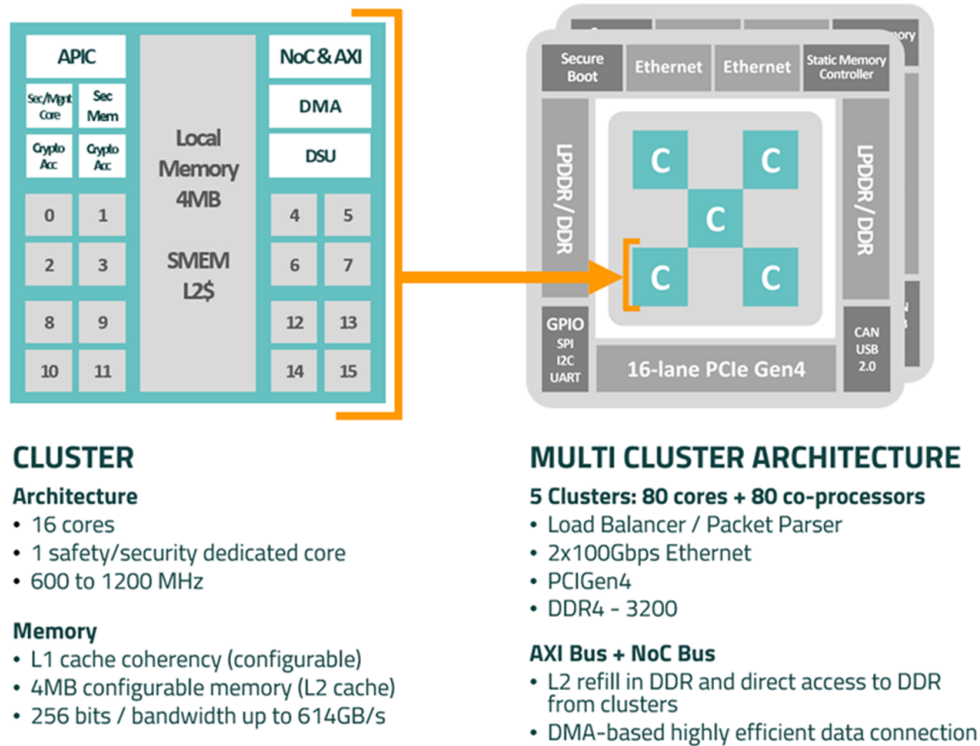 APIC
Sec/Mgnt
Core
Sec
Mem
Crypto
Acc
Crypto
Acc
0 1
2 3
8 9
10 11
Local
Memory
4MB
SMEM
L2$
NoC & AXI
DMA
DSU
4 5
6 7
12 13
14 15
Secure
Boot
Ethernet
Ethernet
Static Memory
Controller
LPDDR/DDR
C C
C
C C
LPDDR/DDR
GPIO
SPI
I2C
UART
16-lane PCIe Gen4
CAN
USB
2.0
CLUSTER
Architecture
• 16 cores
• 1 safety/security dedicated core
• 600 to 1200 MHz
Memory
• L1 cache coherency (configurable)
• 4MB configurable memory (L2 cache)
• 256 bits / bandwidth up to 614GB/s
MULTI CLUSTER ARCHITECTURE
5 Clusters: 80 cores + 80 co-processors
• Load Balancer / Packet Parser
• 2x100Gbps Ethernet
• PCIGen4
• DDR4 - 3200
AXI Bus + NoC Bus
• L2 refill in DDR and direct access to DDR
from clusters
• DMA-based highly efficient data connection